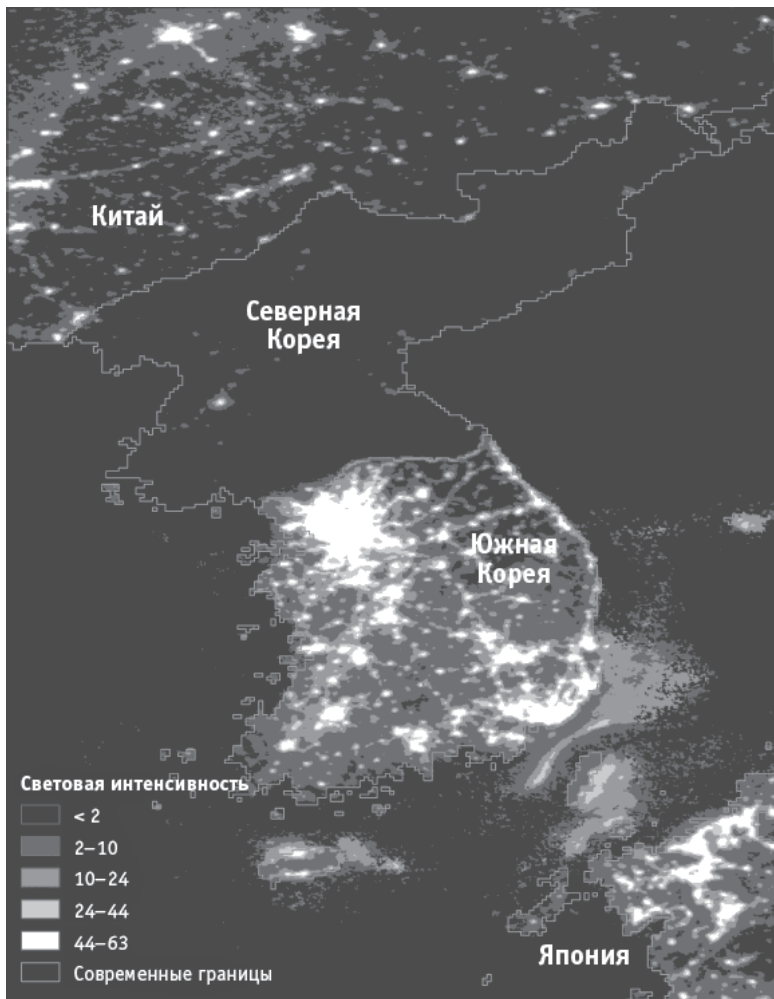 Китай
Северная
Корея
Южная
Корея
Световая интенсивность
< 2
2–10
10–24
24–44
44–63
Современные границы
Япония